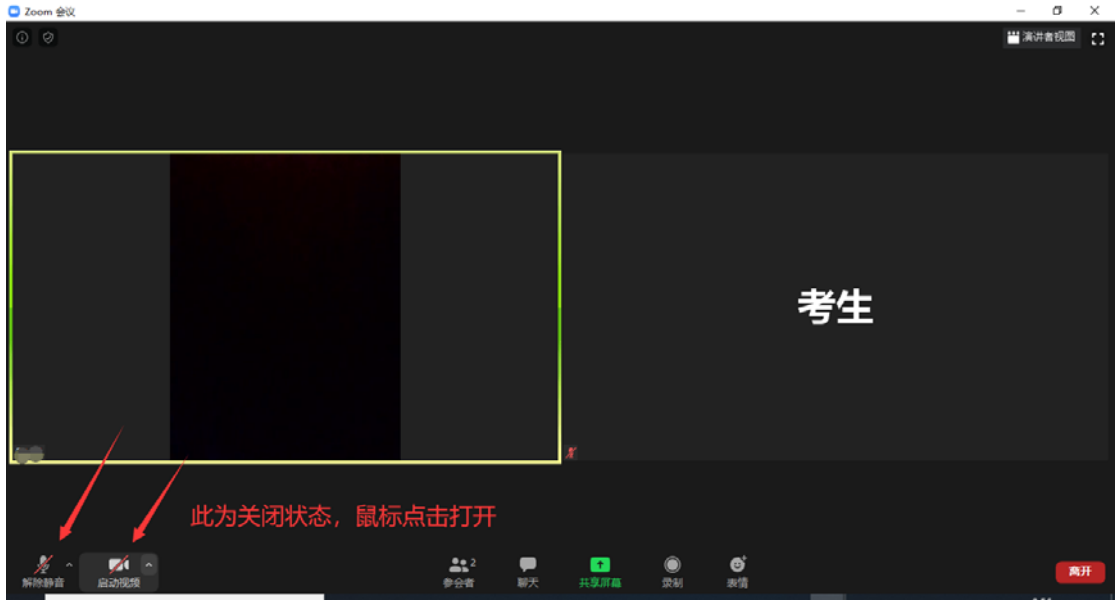 Zoom 会议
演讲者视图
考生
此为关闭状态，鼠标点击打开
解除静音
启动视频
2
参会者
聊天
共享屏幕
录制
表情
离开